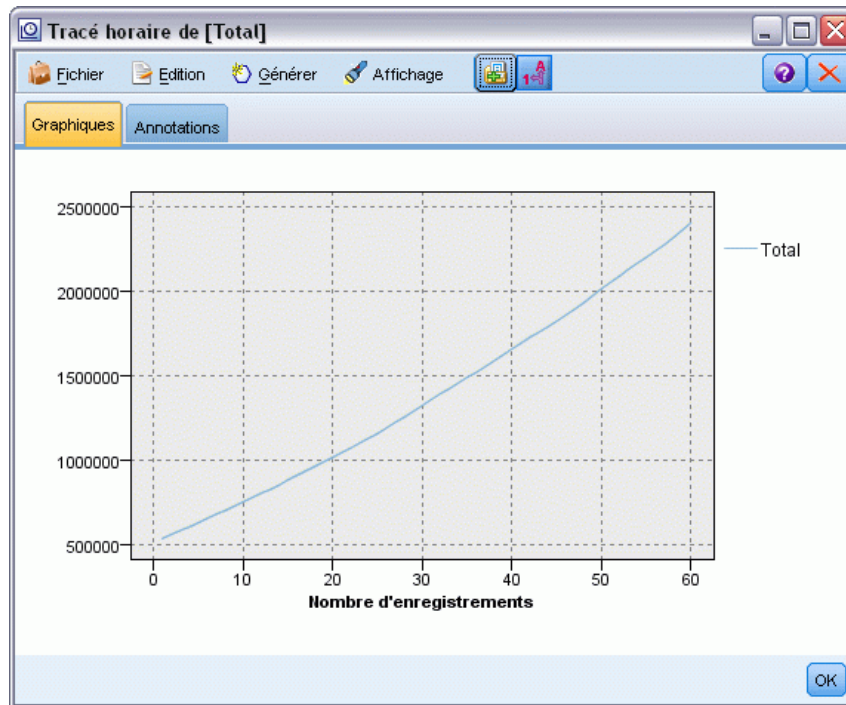 Tracé horaire de [Total]
Fichier Edition Générer Affichage
Graphiques Annotations
2500000
2000000
1500000
1000000
500000
Total
0 10 20 30 40 50 60
Nombre d'enregistrements
OK